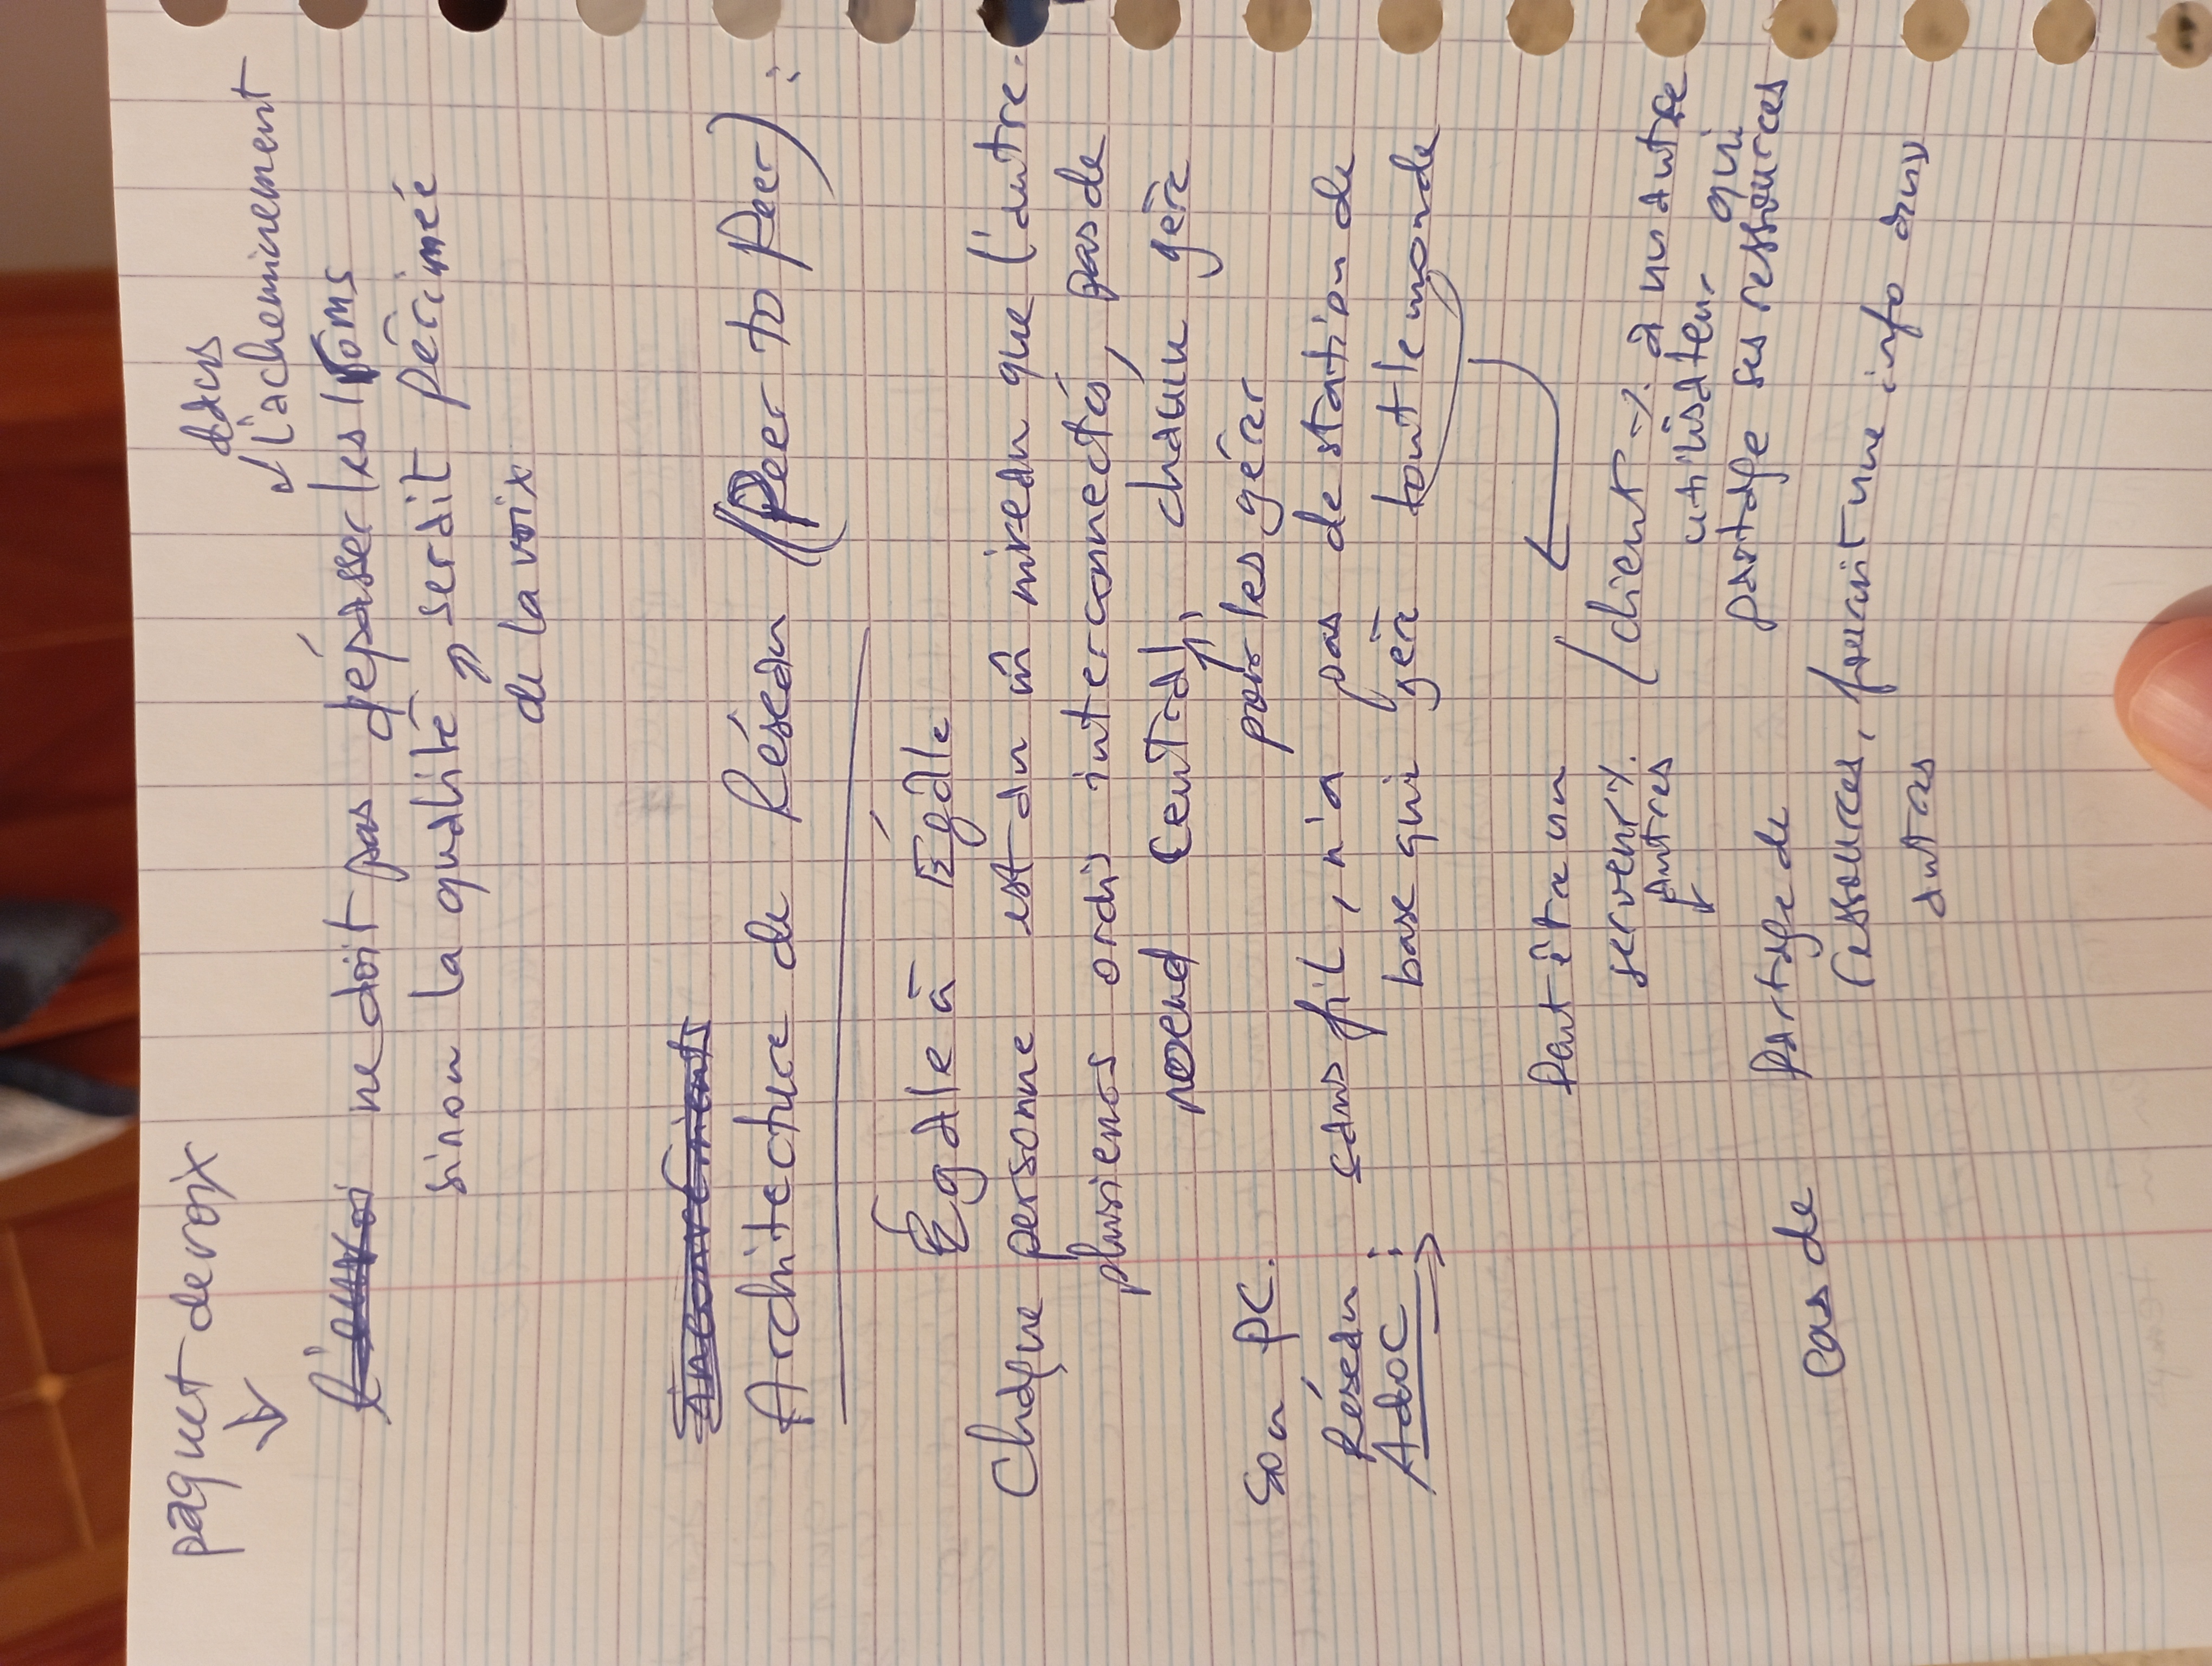 paquet de voix
dans
l'acheminement
l'envoi ne doit pas dépasser les ms
sinon la qualité serait périmée
de la voix
inconvénients
Architecture de Réseau (Peer to Peer) :
Égale à Égale
Chaque personne est au m̂ niveau que l'autre.
plusieurs ordis interconnectés, pas de
noeud central, chacun gère
son PC. pour les gérer
Réseau sans fil, n'a pas de station de
Adoc : base qui gère tout le monde
Peut être un
serveur /. / client /. à un autre
autres utilisateur qui
partage ses ressources
cas de partage de
ressources, fournit une info aux
autres